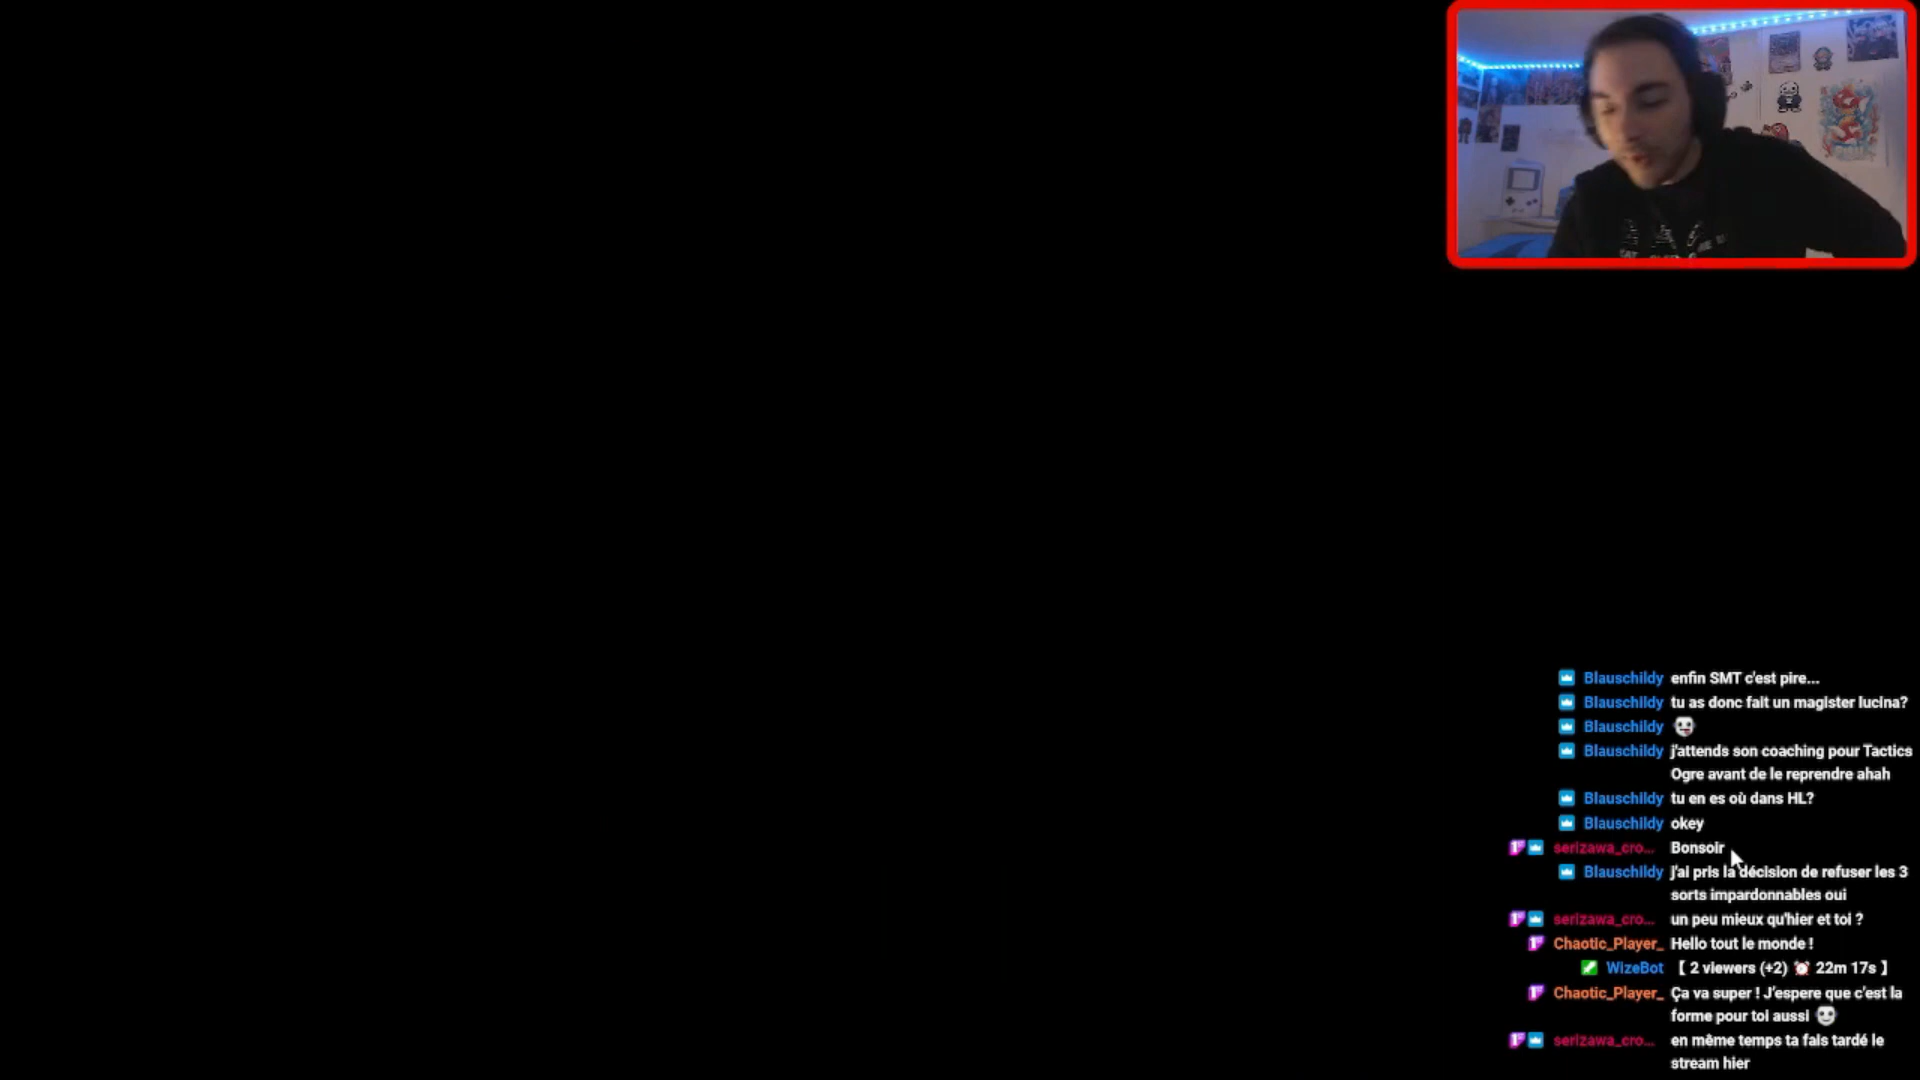 Blauschildy enfin SMT c'est pire...
Blauschildy tu as donc fait un magister lucina?
Blauschildy
Blauschildy j'attends son coaching pour Tactics
Ogre avant de le reprendre ahah
Blauschildy tu en es où dans HL?
Blauschildy okey
serizawa_cro... Bonsoir
Blauschildy j'ai pris la décision de refuser les 3
sorts impardonnables oui
serizawa_cro... un peu mieux qu'hier et toi ?
Chaotic_Player_ Hello tout le monde !
WizeBot 【 2 viewers (+2) ⏰ 22m 17s 】
Chaotic_Player_ Ça va super ! J'espere que c'est la
forme pour toi aussi
serizawa_cro... en même temps ta fais tardé le
stream hier